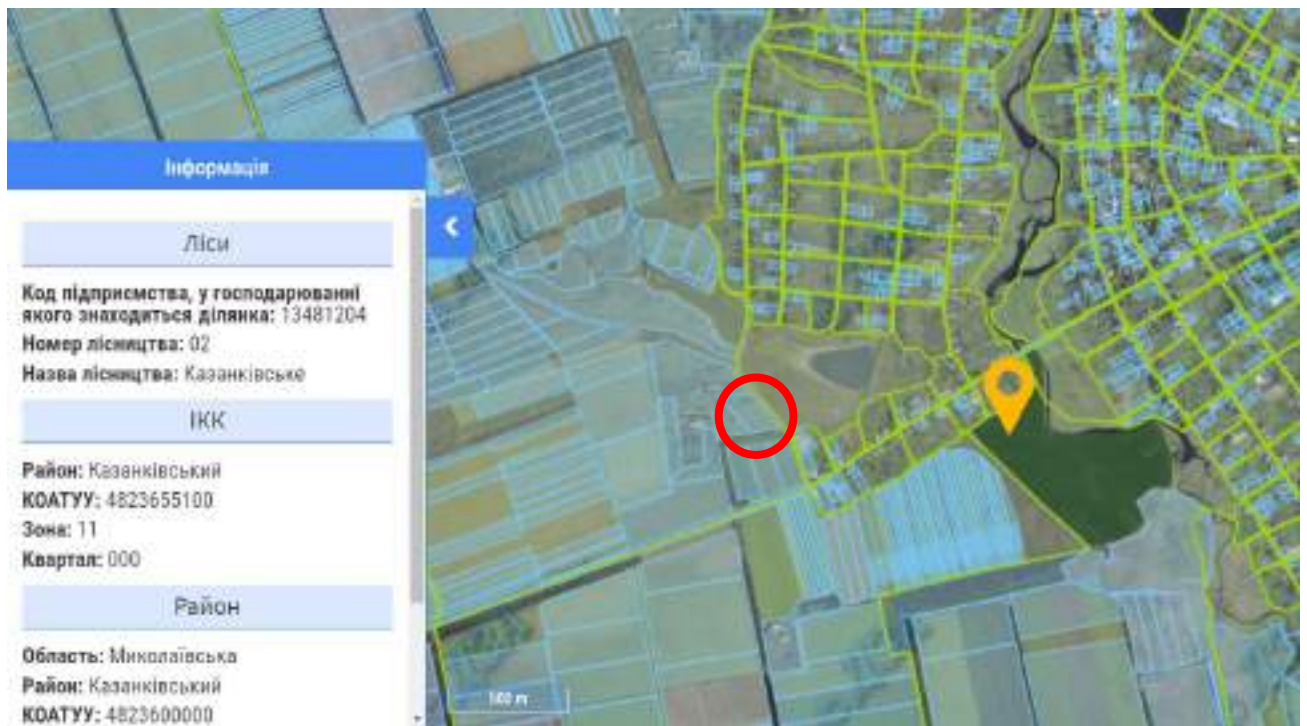 Інформація
Ліси
Код підприємства, у господарюванні
якого знаходиться ділянка: 13481204
Номер лісництва: 02
Назва лісництва: Казанківське
ІКК
Район: Казанківський
КОАТУУ: 4823655100
Зона: 11
Квартал: 000
Район
Область: Миколаївська
Район: Казанківський
КОАТУУ: 4823600000